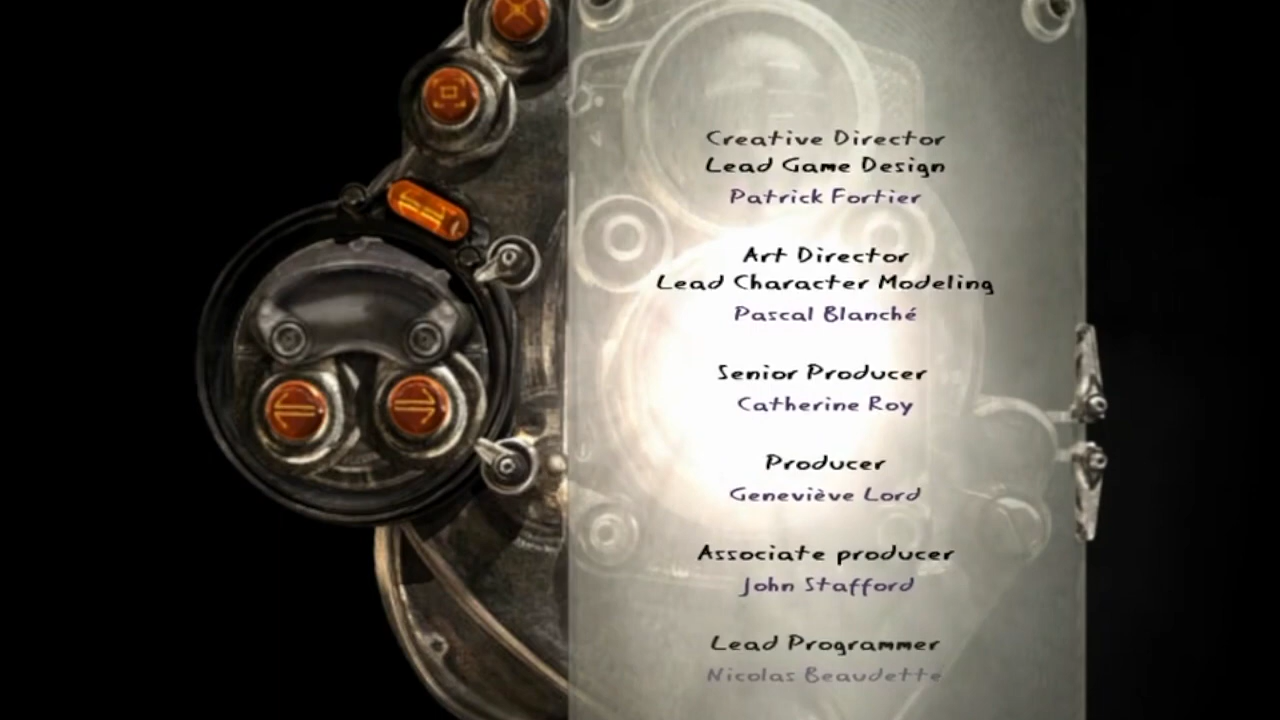 Creative Director
Lead Game Design
Patrick Fortier
Art Director
Lead Character Modeling
Pascal Blanché
Senior Producer
Catherine Roy
Producer
Geneviève Lord
Associate producer
John Stafford
Lead Programmer
Nicolas Beaudette